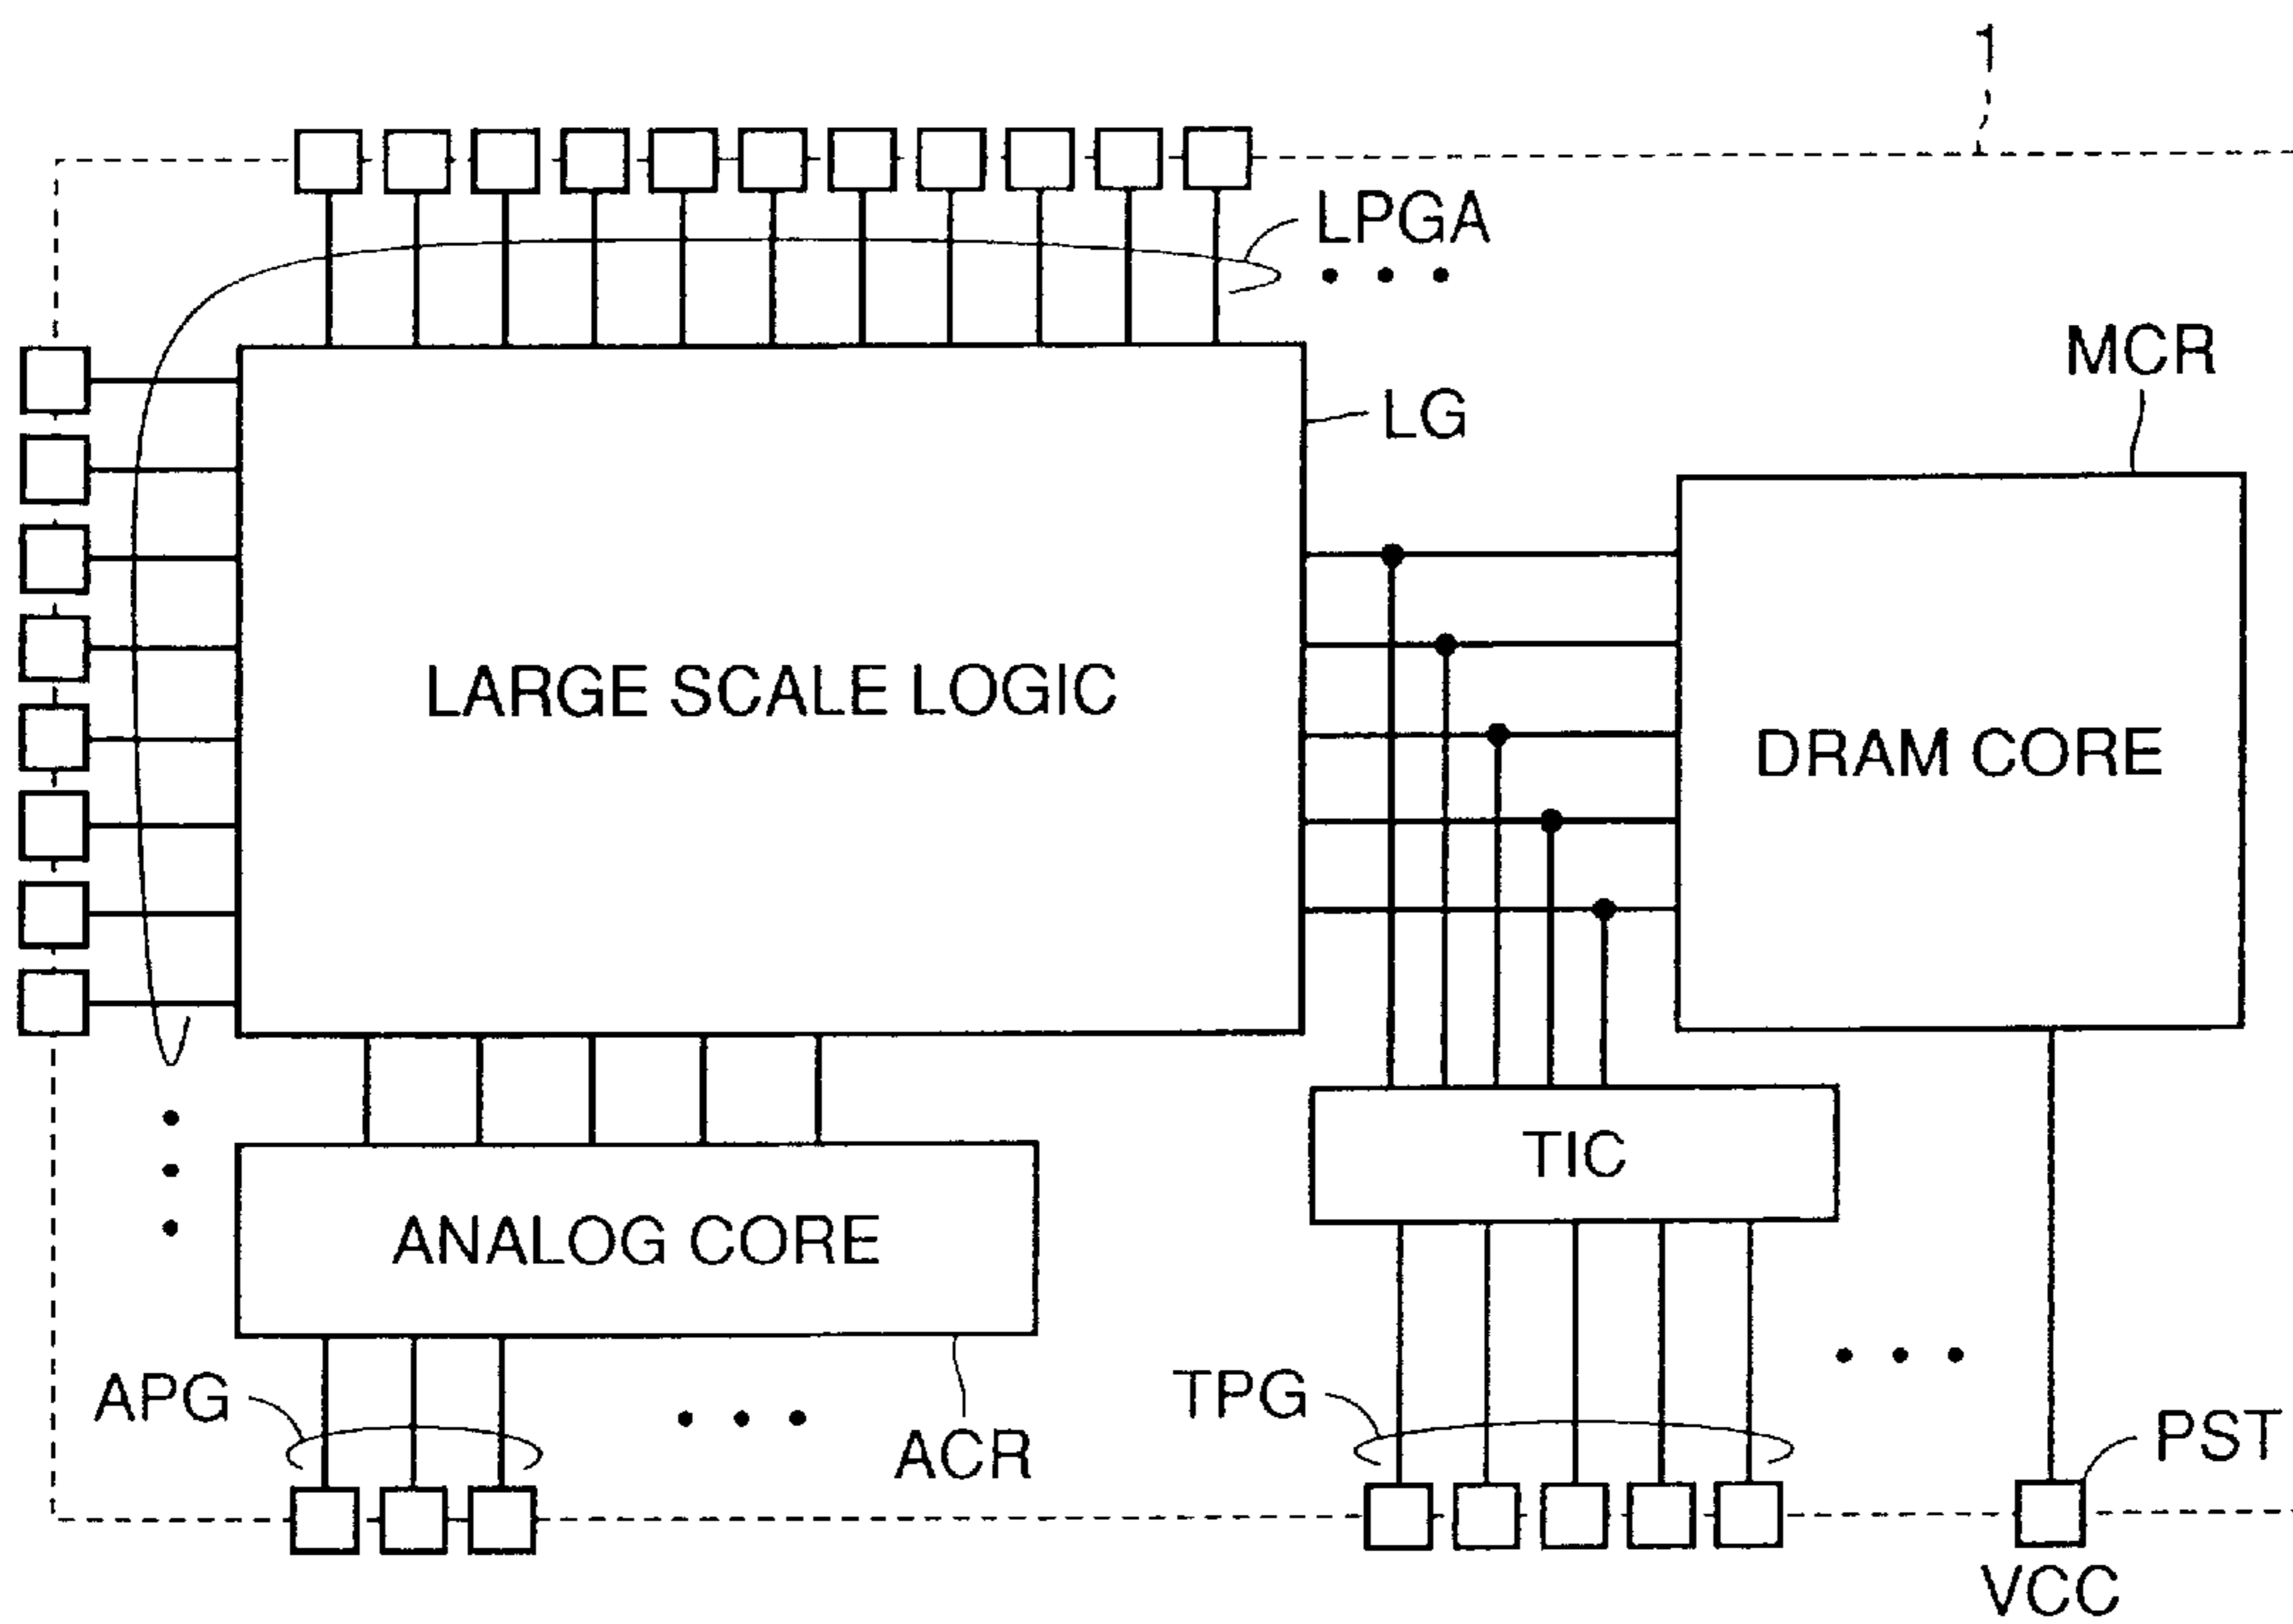 1
LPGA
MCR
LG
LARGE SCALE LOGIC
DRAM CORE
TIC
ANALOG CORE
APG
TPG
ACR
PST
VCC